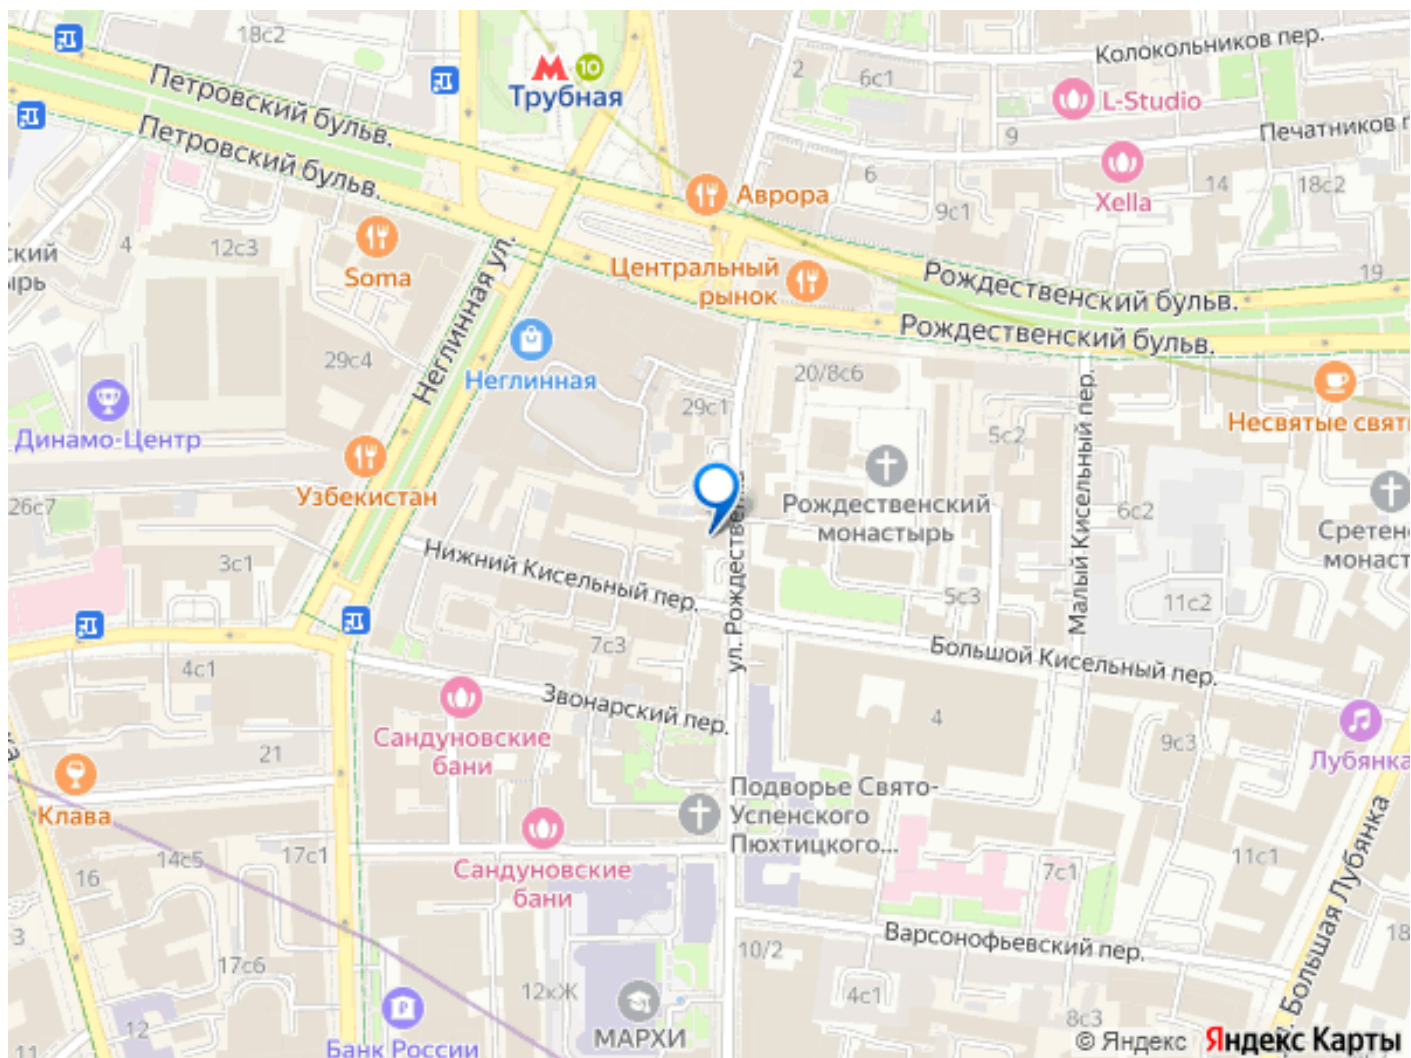 18с2
Колокольников пер.
2
6с1
10
Трубная
L-Studio
Петровский бульв.
Петровский бульв.
9
Печатников п
6
14
18с2
Аврора
Xella
9с1
4
12с3
ский
ырь
Soma
Неглинная ул.
Центральный
рынок
Рождественский бульв.
19
Рождественский бульв.
29с4
Неглинная
20/8с6
29с1
Малый Кисельный пер.
Динамо-Центр
5с2
Несвятые свят
Узбекистан
26с7
Рождественский
монастырь
6с2
Сретен
монаст
3с1
Нижний Кисельный пер.
ул. Рождестве
5с3
11с2
7с3
Большой Кисельный пер.
4с1
Звонарский пер.
4
Сандуновские
бани
21
9с3
Лубянка
а
Клава
Подворье Свято-
Успенского
Пюхтицкого...
14с5
17с1
Сандуновские
бани
16
7с1
11с1
Большая Лубянка
3
Варсонофьевский пер.
18
10/2
17с6
12кЖ
4с1
12
МАРХИ
8с3
11
Банк России
© Яндекс Яндекс Карты